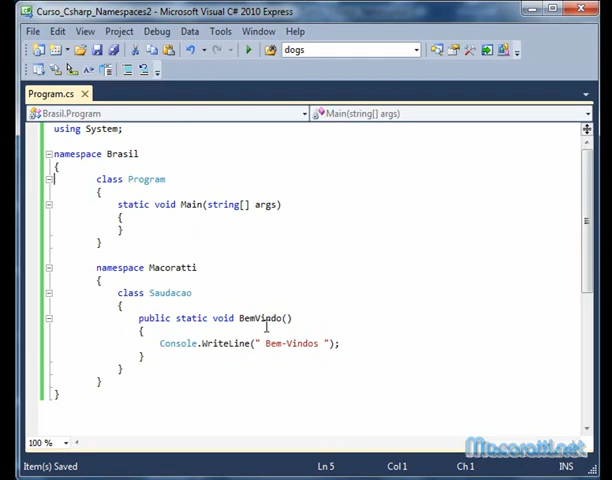 Curso_Csharp_Namespaces2 - Microsoft Visual C# 2010 Express
File Edit View Project Debug Data Tools Window Help
dogs
Program.cs
Brasil.Program
Main(string[] args)
using System;
namespace Brasil
{
class Program
{
static void Main(string[] args)
{
}
}
namespace Macoratti
{
class Saudacao
{
public static void BemVindo()
{
Console.WriteLine(" Bem-Vindos ");
}
}
}
}
100 %
Macoratti.net
Item(s) Saved
Ln 5
Col 1
Ch 1
INS